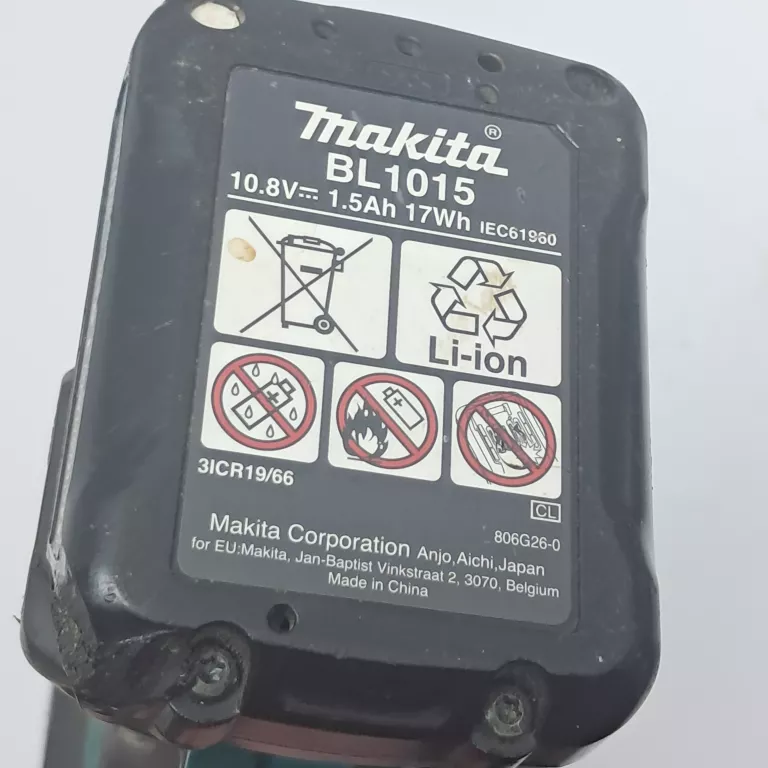 makita®
BL1015
10.8V⎓ 1.5Ah 17Wh IEC61960
Li-ion
3ICR19/66
CL
806G26-0
Makita Corporation Anjo,Aichi,Japan
for EU:Makita, Jan-Baptist Vinkstraat 2, 3070, Belgium
Made in China